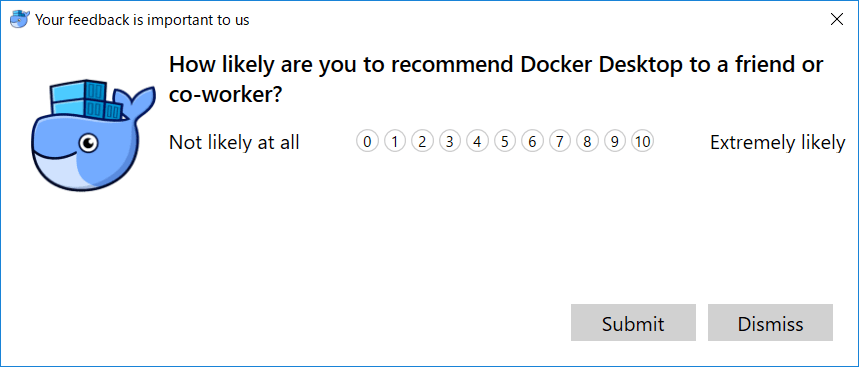 Your feedback is important to us
How likely are you to recommend Docker Desktop to a friend or
co-worker?
Not likely at all 0 1 2 3 4 5 6 7 8 9 10 Extremely likely
Submit Dismiss